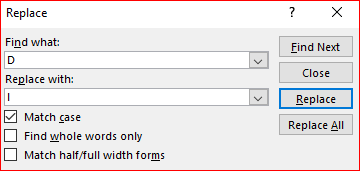 Replace
?
Find what:
D
Find Next
Close
Replace with:
I
Replace
Match case
Replace All
Find whole words only
Match half/full width forms